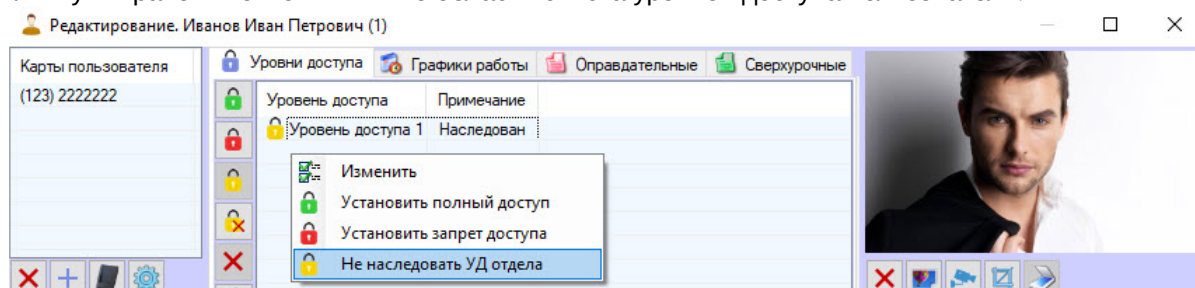 Редактирование. Иванов Иван Петрович (1)
Карты пользователя
(123) 2222222
Уровни доступа Графики работы Оправдательные Сверхурочные
Уровень доступа Примечание
Уровень доступа 1 Наследован
Изменить
Установить полный доступ
Установить запрет доступа
Не наследовать УД отдела